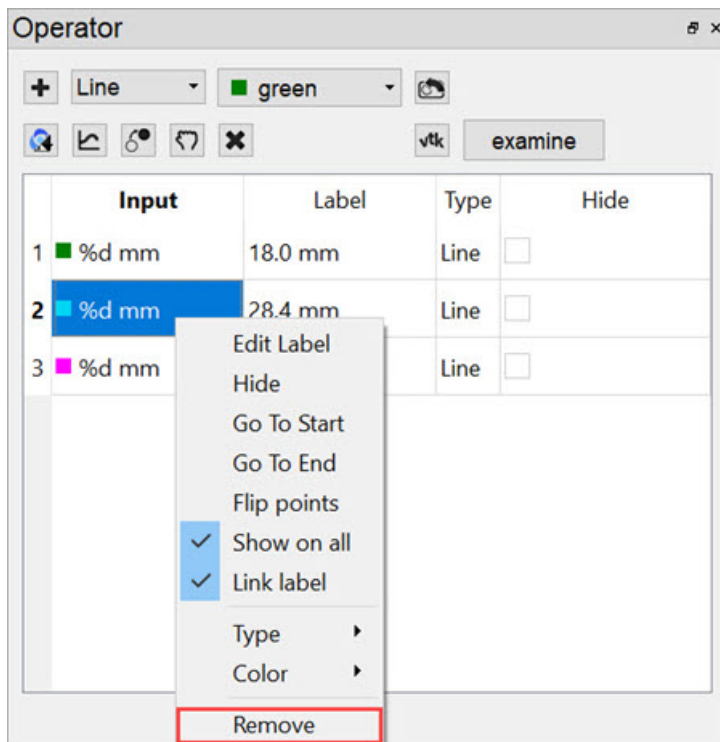 Operator
Line green
vtk examine
Input Label Type Hide
1 %d mm 18.0 mm Line
2 %d mm 28.4 mm Line
3 %d mm Line
Edit Label
Hide
Go To Start
Go To End
Flip points
Show on all
Link label
Type
Color
Remove